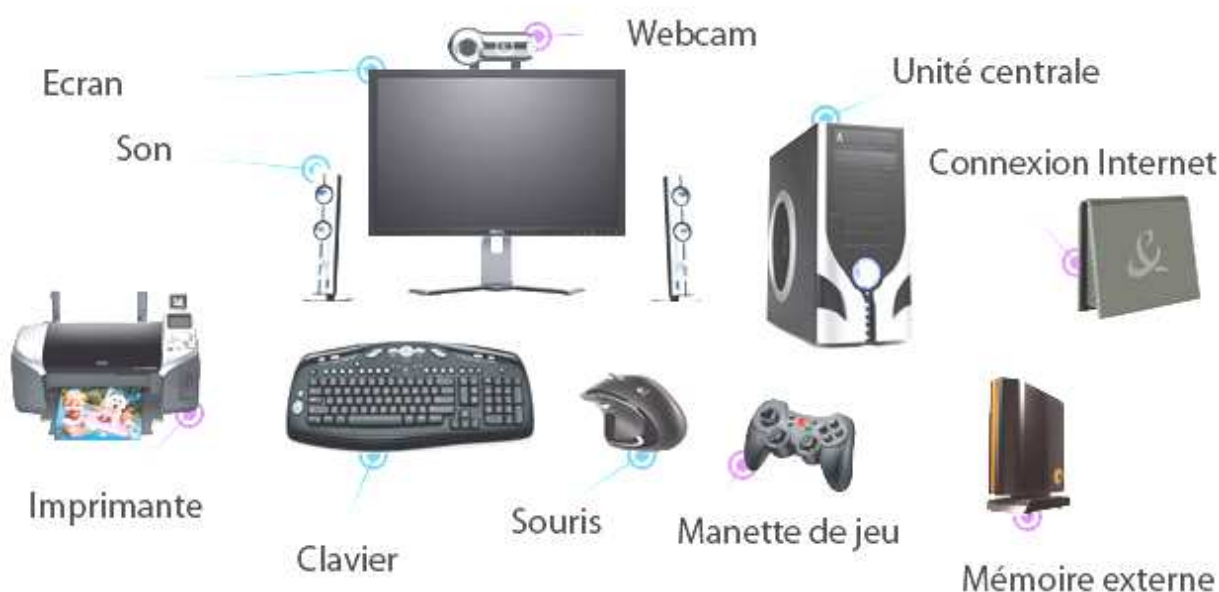 Webcam
Ecran
Unité centrale
Son
Connexion Internet
Imprimante
Souris
Manette de jeu
Clavier
Mémoire externe